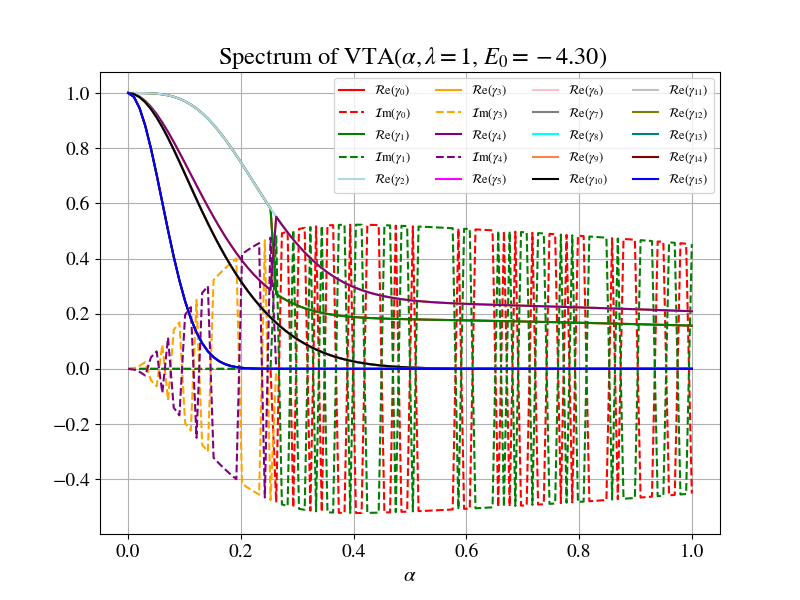 Spectrum of VTA(α, λ = 1, E₀ = −4.30)
ℛe(γ₀) ℛe(γ₃) ℛe(γ₆) ℛe(γ₁₁)
ℐm(γ₀) ℐm(γ₃) ℛe(γ₇) ℛe(γ₁₂)
ℛe(γ₁) ℛe(γ₄) ℛe(γ₈) ℛe(γ₁₃)
ℐm(γ₁) ℐm(γ₄) ℛe(γ₉) ℛe(γ₁₄)
ℛe(γ₂) ℛe(γ₅) ℛe(γ₁₀) ℛe(γ₁₅)
1.0
0.8
0.6
0.4
0.2
0.0
−0.2
−0.4
0.0 0.2 0.4 0.6 0.8 1.0
α